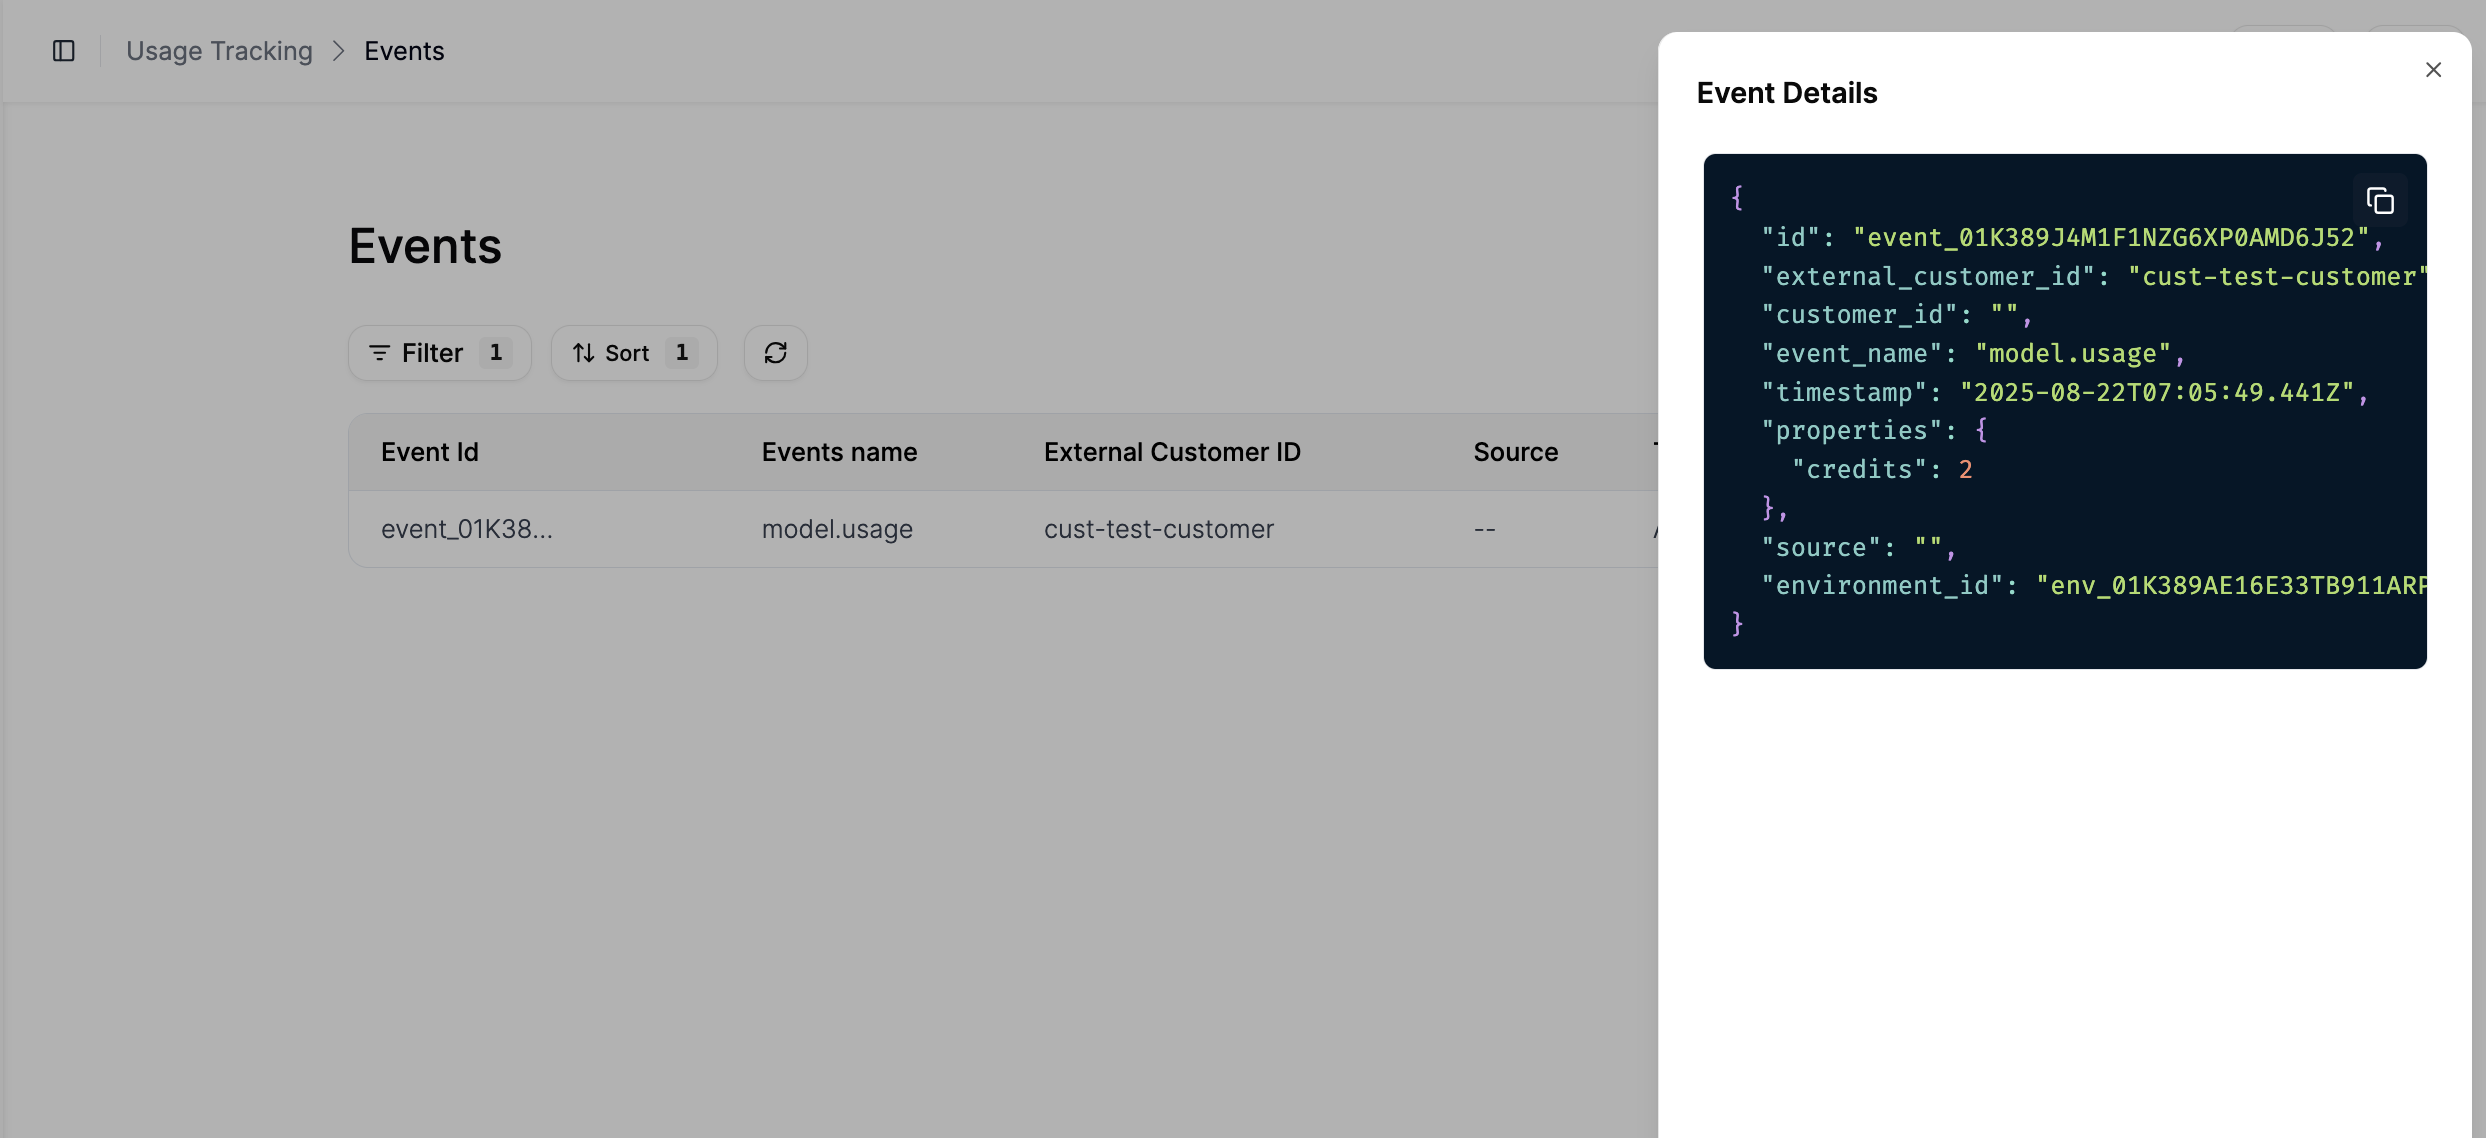 Usage Tracking > Events
Events
Filter 1 Sort 1
Event Id Events name External Customer ID Source
event_01K38... model.usage cust-test-customer --
Event Details
{
"id": "event_01K389J4M1F1NZG6XP0AMD6J52",
"external_customer_id": "cust-test-customer"
"customer_id": "",
"event_name": "model.usage",
"timestamp": "2025-08-22T07:05:49.441Z",
"properties": {
"credits": 2
},
"source": "",
"environment_id": "env_01K389AE16E33TB911ARP
}